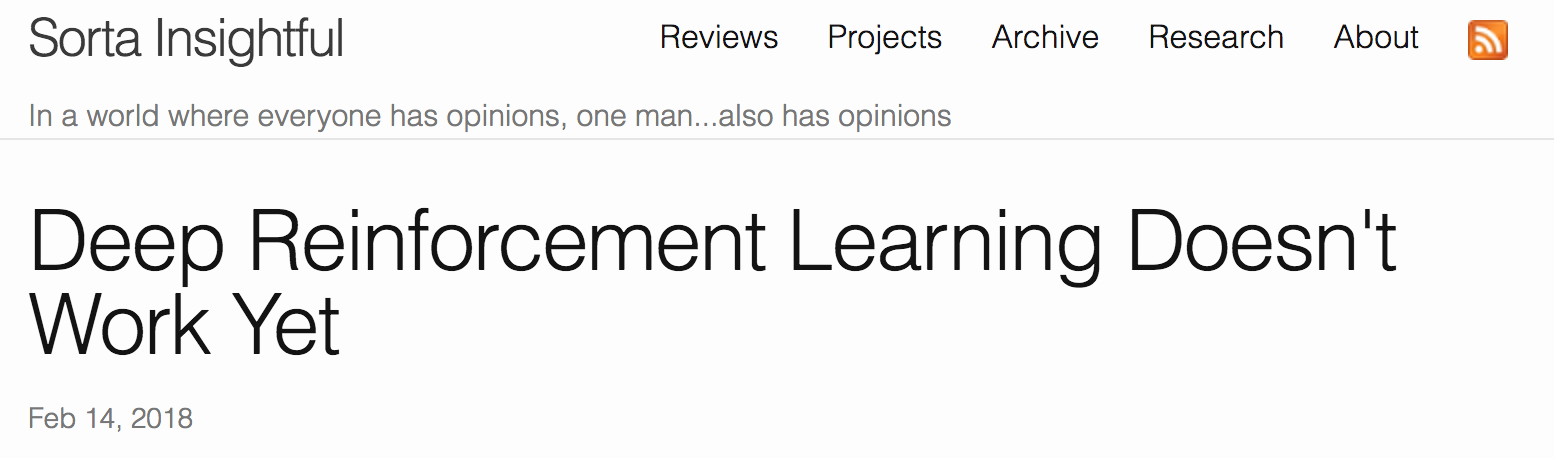 Sorta Insightful
Reviews Projects Archive Research About
In a world where everyone has opinions, one man...also has opinions
Deep Reinforcement Learning Doesn't
Work Yet
Feb 14, 2018